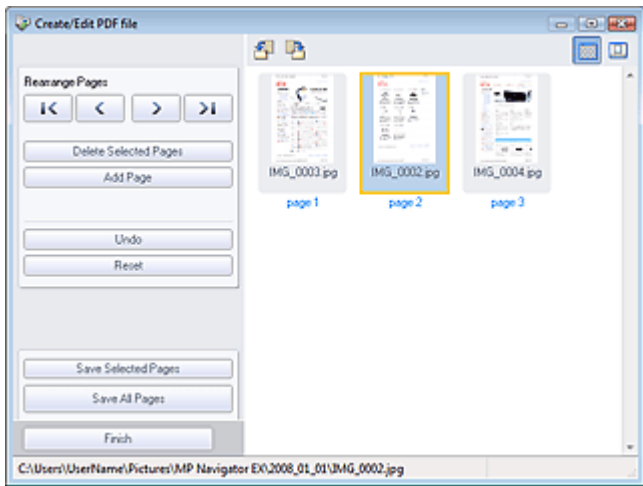 Create/Edit PDF file
Rearrange Pages
Delete Selected Pages
Add Page
Undo
Reset
Save Selected Pages
Save All Pages
Finish
IMG_0003.jpg
IMG_0002.jpg
IMG_0004.jpg
page 1
page 2
page 3
C:\Users\UserName\Pictures\MP Navigator EX\2008_01_01\IMG_0002.jpg